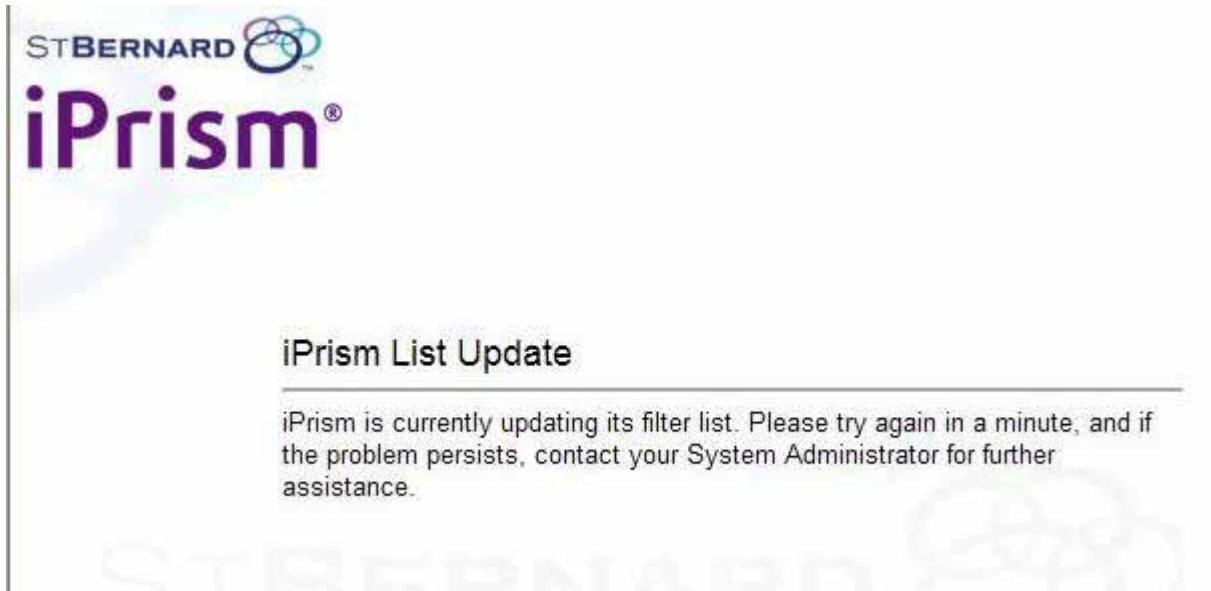 STBERNARD™
iPrism®
iPrism List Update
iPrism is currently updating its filter list. Please try again in a minute, and if
the problem persists, contact your System Administrator for further
assistance.
STBERNARD